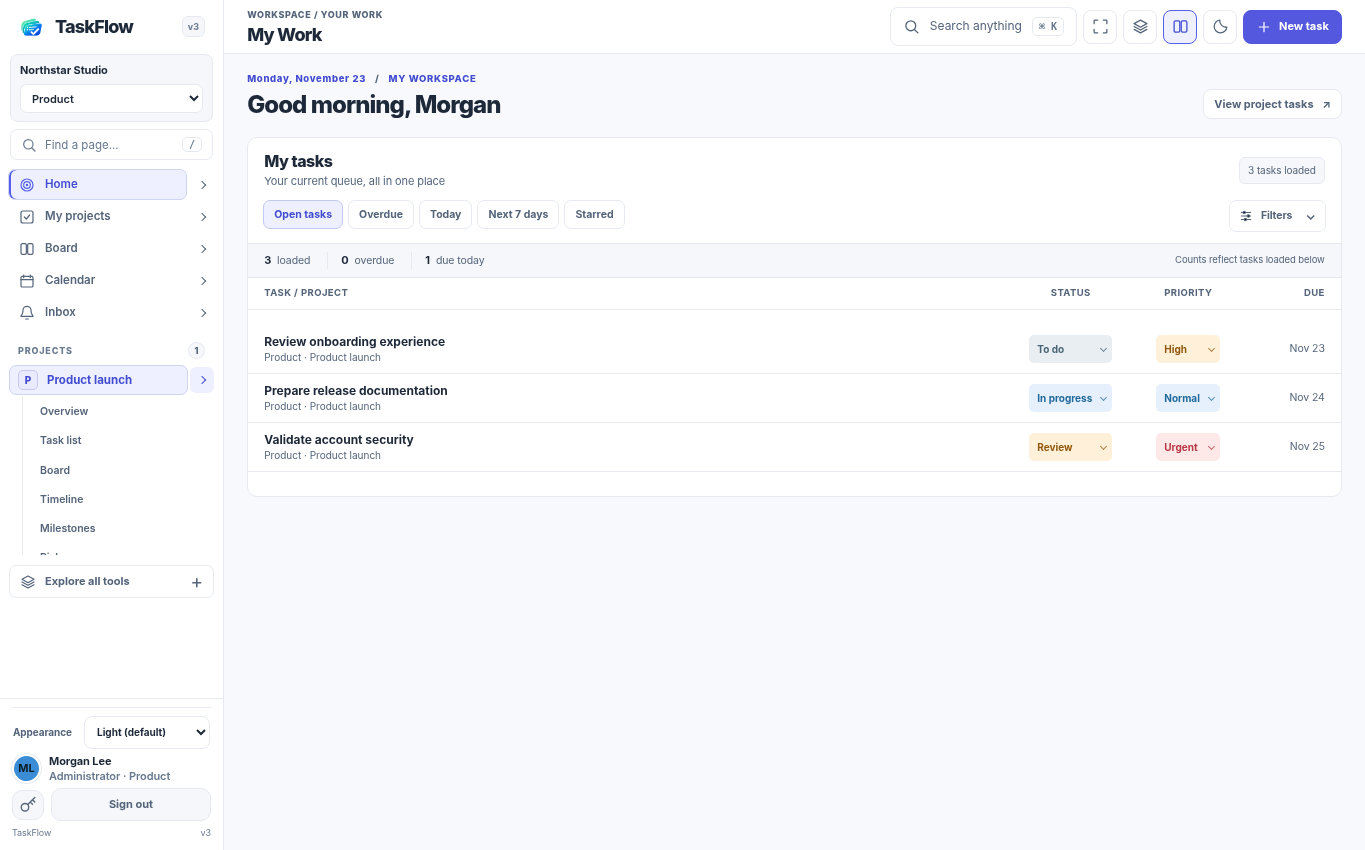 TaskFlow
v3
Northstar Studio
Product
Find a page...
/
Home
My projects
Board
Calendar
Inbox
PROJECTS
1
P
Product launch
Overview
Task list
Board
Timeline
Milestones
Explore all tools
Appearance
Light (default)
ML
Morgan Lee
Administrator · Product
Sign out
TaskFlow
v3
WORKSPACE / YOUR WORK
My Work
Search anything
⌘ K
New task
Monday, November 23 / MY WORKSPACE
Good morning, Morgan
View project tasks
My tasks
Your current queue, all in one place
3 tasks loaded
Open tasks
Overdue
Today
Next 7 days
Starred
Filters
3 loaded
0 overdue
1 due today
Counts reflect tasks loaded below
TASK / PROJECT
STATUS
PRIORITY
DUE
Review onboarding experience
Product · Product launch
To do
High
Nov 23
Prepare release documentation
Product · Product launch
In progress
Normal
Nov 24
Validate account security
Product · Product launch
Review
Urgent
Nov 25